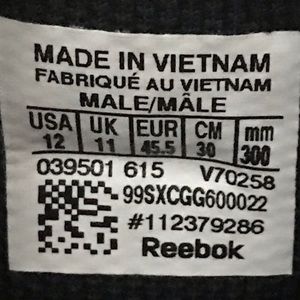 MADE IN VIETNAM
FABRIQUÉ AU VIETNAM
MALE/MÂLE
USA UK EUR CM mm
12 11 45.5 30 300
039501 615 V70258
99SXCGG600022
#112379286
Reebok